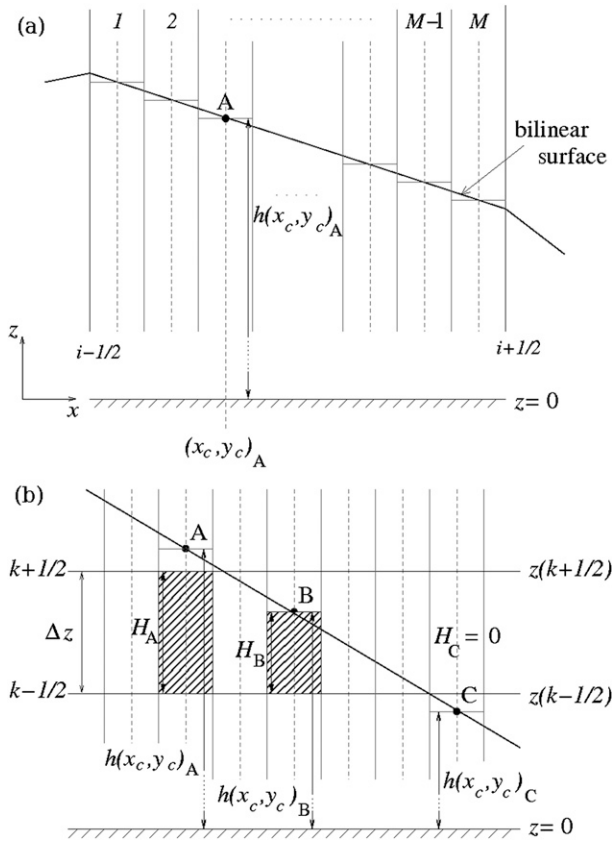 (a)
1 2 M−1 M
A
bilinear
surface
h(x_c,y_c)_A
z
i−1/2 i+1/2
x z=0
(x_c,y_c)_A
(b)
A
k+1/2 z(k+1/2)
B
Δz H_A H_B H_C=0
k−1/2 z(k−1/2)
C
h(x_c,y_c)_A
h(x_c,y_c)_B h(x_c,y_c)_C
z=0